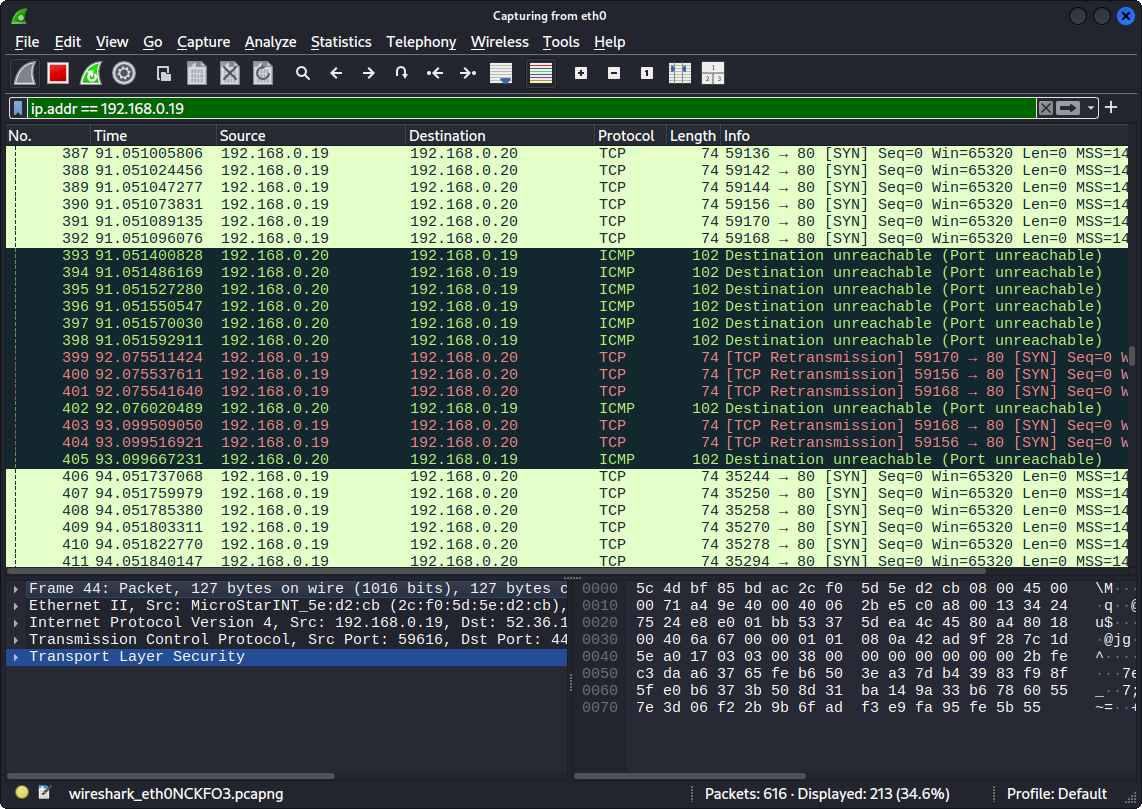 Capturing from eth0
File Edit View Go Capture Analyze Statistics Telephony Wireless Tools Help
ip.addr == 192.168.0.19
No. Time Source Destination Protocol Length Info
387 91.051005806 192.168.0.19 192.168.0.20 TCP 74 59136 → 80 [SYN] Seq=0 Win=65320 Len=0 MSS=14
388 91.051024456 192.168.0.19 192.168.0.20 TCP 74 59142 → 80 [SYN] Seq=0 Win=65320 Len=0 MSS=14
389 91.051047277 192.168.0.19 192.168.0.20 TCP 74 59144 → 80 [SYN] Seq=0 Win=65320 Len=0 MSS=14
390 91.051073831 192.168.0.19 192.168.0.20 TCP 74 59156 → 80 [SYN] Seq=0 Win=65320 Len=0 MSS=14
391 91.051089135 192.168.0.19 192.168.0.20 TCP 74 59170 → 80 [SYN] Seq=0 Win=65320 Len=0 MSS=14
392 91.051096076 192.168.0.19 192.168.0.20 TCP 74 59168 → 80 [SYN] Seq=0 Win=65320 Len=0 MSS=14
393 91.051400828 192.168.0.20 192.168.0.19 ICMP 102 Destination unreachable (Port unreachable)
394 91.051486169 192.168.0.20 192.168.0.19 ICMP 102 Destination unreachable (Port unreachable)
395 91.051527280 192.168.0.20 192.168.0.19 ICMP 102 Destination unreachable (Port unreachable)
396 91.051550547 192.168.0.20 192.168.0.19 ICMP 102 Destination unreachable (Port unreachable)
397 91.051570030 192.168.0.20 192.168.0.19 ICMP 102 Destination unreachable (Port unreachable)
398 91.051592911 192.168.0.20 192.168.0.19 ICMP 102 Destination unreachable (Port unreachable)
399 92.075511424 192.168.0.19 192.168.0.20 TCP 74 [TCP Retransmission] 59170 → 80 [SYN] Seq=0 W
400 92.075537611 192.168.0.19 192.168.0.20 TCP 74 [TCP Retransmission] 59156 → 80 [SYN] Seq=0 W
401 92.075541640 192.168.0.19 192.168.0.20 TCP 74 [TCP Retransmission] 59168 → 80 [SYN] Seq=0 W
402 92.076020489 192.168.0.20 192.168.0.19 ICMP 102 Destination unreachable (Port unreachable)
403 93.099509050 192.168.0.19 192.168.0.20 TCP 74 [TCP Retransmission] 59168 → 80 [SYN] Seq=0 W
404 93.099516921 192.168.0.19 192.168.0.20 TCP 74 [TCP Retransmission] 59156 → 80 [SYN] Seq=0 W
405 93.099667231 192.168.0.20 192.168.0.19 ICMP 102 Destination unreachable (Port unreachable)
406 94.051737068 192.168.0.19 192.168.0.20 TCP 74 35244 → 80 [SYN] Seq=0 Win=65320 Len=0 MSS=14
407 94.051759979 192.168.0.19 192.168.0.20 TCP 74 35250 → 80 [SYN] Seq=0 Win=65320 Len=0 MSS=14
408 94.051785380 192.168.0.19 192.168.0.20 TCP 74 35258 → 80 [SYN] Seq=0 Win=65320 Len=0 MSS=14
409 94.051803311 192.168.0.19 192.168.0.20 TCP 74 35270 → 80 [SYN] Seq=0 Win=65320 Len=0 MSS=14
410 94.051822770 192.168.0.19 192.168.0.20 TCP 74 35278 → 80 [SYN] Seq=0 Win=65320 Len=0 MSS=14
411 94.051840147 192.168.0.19 192.168.0.20 TCP 74 35294 → 80 [SYN] Seq=0 Win=65320 Len=0 MSS=14
Frame 44: Packet, 127 bytes on wire (1016 bits), 127 bytes c
Ethernet II, Src: MicroStarINT_5e:d2:cb (2c:f0:5d:5e:d2:cb),
Internet Protocol Version 4, Src: 192.168.0.19, Dst: 52.36.1
Transmission Control Protocol, Src Port: 59616, Dst Port: 44
Transport Layer Security
0000 5c 4d bf 85 bd ac 2c f0 5d 5e d2 cb 08 00 45 00 \M···
0010 00 71 a4 9e 40 00 40 06 2b e5 c0 a8 00 13 34 24 ·q··@
0020 75 24 e8 e0 01 bb 53 37 5d ea 4c 45 80 a4 80 18 u$···
0030 00 40 6a 67 00 00 01 01 08 0a 42 ad 9f 28 7c 1d ·@jg·
0040 5e a0 17 03 03 00 38 00 00 00 00 00 00 00 2b fe ^····
0050 c3 da a6 37 65 fe b6 50 3e a3 7d b4 39 83 f9 8f ···7e
0060 5f e0 b6 37 3b 50 8d 31 ba 14 9a 33 b6 78 60 55 _··7;
0070 7e 3d 06 f2 2b 9b 6f ad f3 e9 fa 95 fe 5b 55 ~=··+
wireshark_eth0NCKFO3.pcapng Packets: 616 · Displayed: 213 (34.6%) Profile: Default